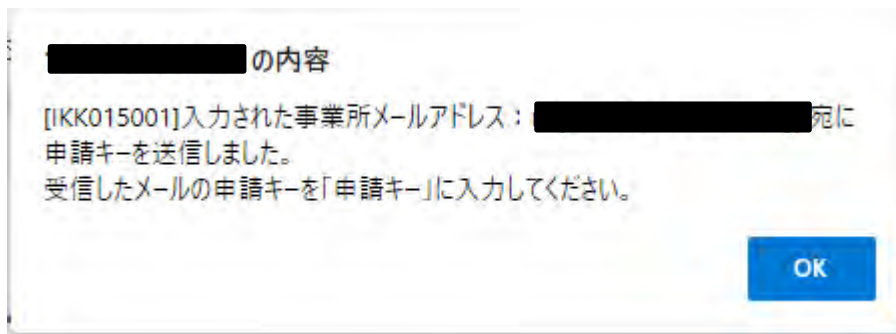 の内容
[IKK015001]入力された事業所メールアドレス： 宛に
申請キーを送信しました。
受信したメールの申請キーを「申請キー」に入力してください。
OK